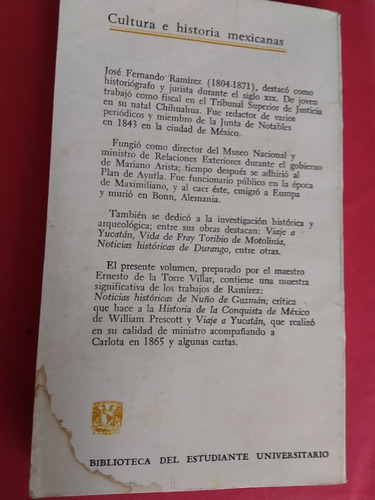 Cultura e historia mexicanas
José Fernando Ramírez (1804-1871), destacó como
historiógrafo y jurista durante el siglo XIX. De joven
trabajó como fiscal en el Tribunal Superior de Justicia
en su natal Chihuahua. Fue redactor de varios
periódicos y miembro de la Junta de Notables
en 1843 en la ciudad de México.
Fungió como director del Museo Nacional y
ministro de Relaciones Exteriores durante el gobierno
de Mariano Arista; tiempo después se adhirió al
Plan de Ayutla. Fue funcionario público en la época
de Maximiliano, y al caer éste, emigró a Europa
y murió en Bonn, Alemania.
También se dedicó a la investigación histórica y
arqueológica; entre sus obras destacan: Viaje a
Yucatán, Vida de Fray Toribio de Motolinía,
Noticias históricas de Durango, entre otras.
El presente volumen, preparado por el maestro
Ernesto de la Torre Villar, contiene una muestra
significativa de los trabajos de Ramírez:
Noticias históricas de Nuño de Guzmán; crítica
que hace a la Historia de la Conquista de México
de William Prescott y Viaje a Yucatán, que realizó
en su calidad de ministro acompañando a
Carlota en 1865 y algunas cartas.
BIBLIOTECA DEL ESTUDIANTE UNIVERSITARIO